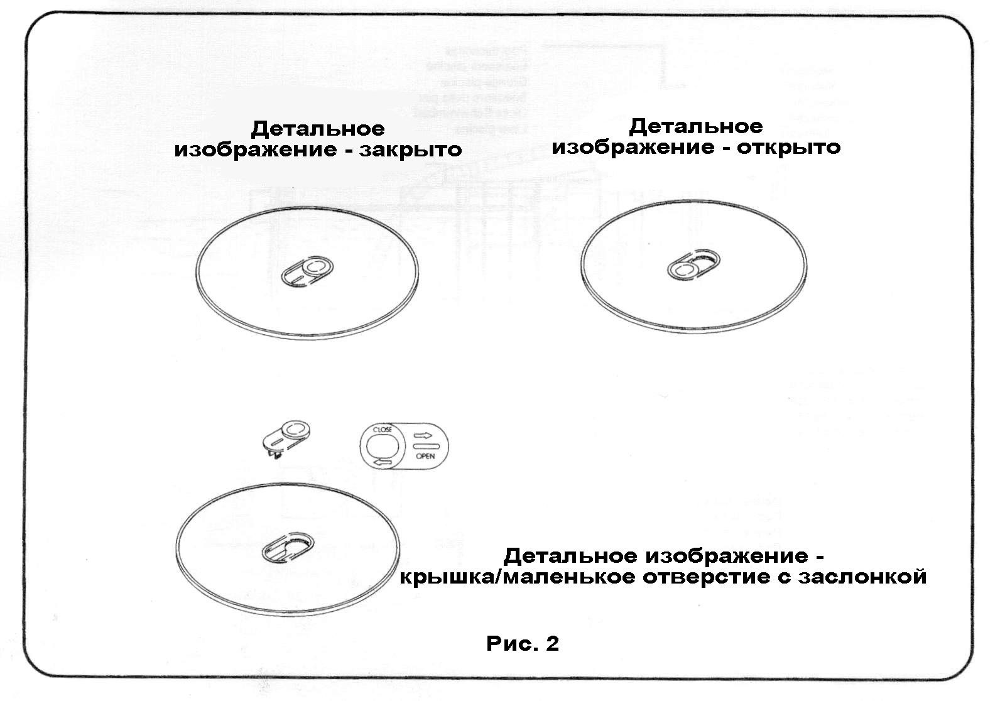 Детальное
изображение - закрыто
Детальное
изображение - открыто
CLOSE
OPEN
Детальное изображение -
крышка/маленькое отверстие с заслонкой
Рис. 2